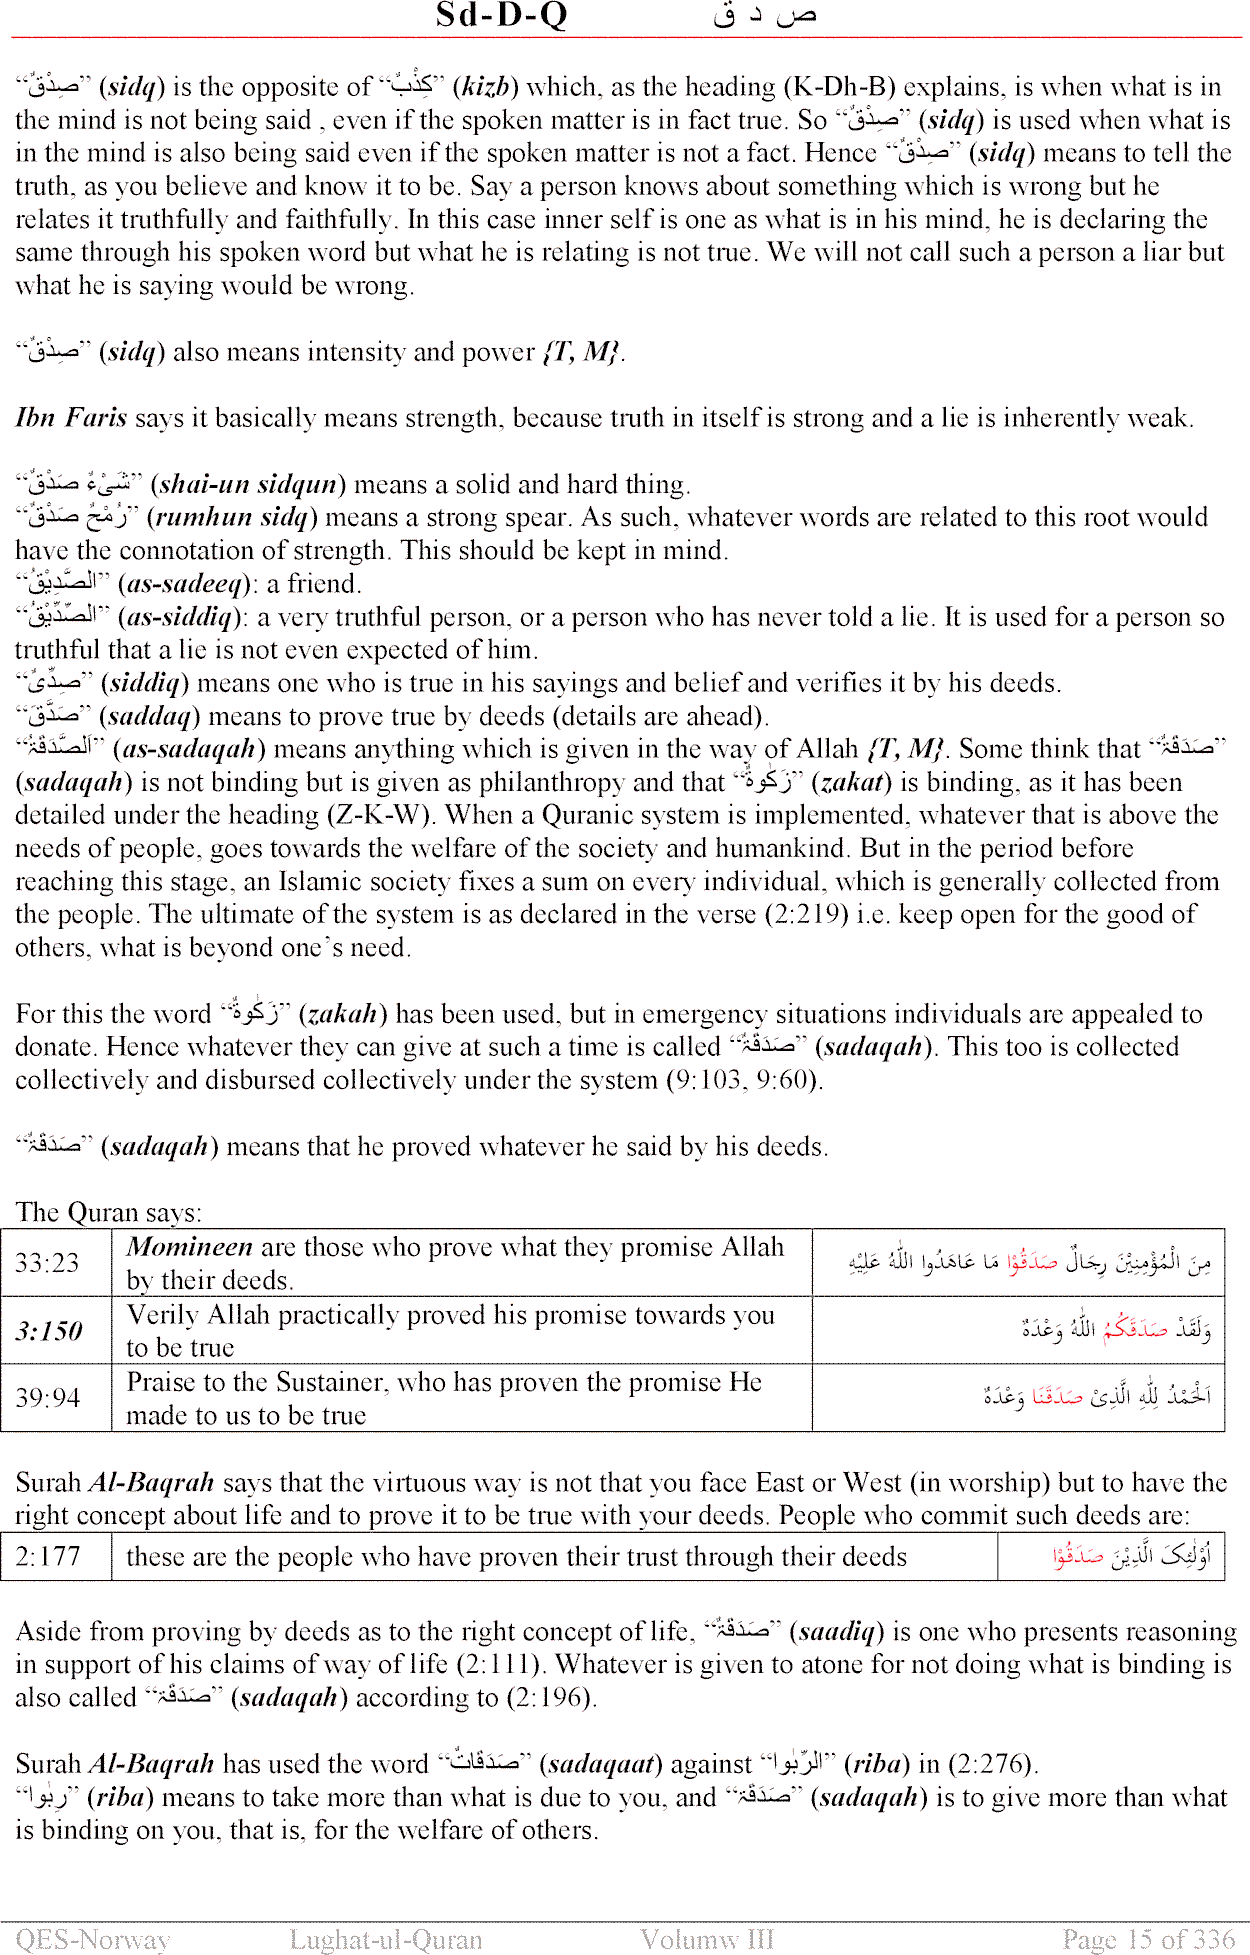 Sd-D-Q ص د ق
“صِدْقٌ” (sidq) is the opposite of “كِذْبٌ” (kizb) which, as the heading (K-Dh-B) explains, is when what is in
the mind is not being said , even if the spoken matter is in fact true. So “صِدْقٌ” (sidq) is used when what is
in the mind is also being said even if the spoken matter is not a fact. Hence “صِدْقٌ” (sidq) means to tell the
truth, as you believe and know it to be. Say a person knows about something which is wrong but he
relates it truthfully and faithfully. In this case inner self is one as what is in his mind, he is declaring the
same through his spoken word but what he is relating is not true. We will not call such a person a liar but
what he is saying would be wrong.
“صِدْقٌ” (sidq) also means intensity and power {T, M}.
Ibn Faris says it basically means strength, because truth in itself is strong and a lie is inherently weak.
“شَیْءٌ صَدْقٌ” (shai-un sidqun) means a solid and hard thing.
“رُمْحٌ صَدْقٌ” (rumhun sidq) means a strong spear. As such, whatever words are related to this root would
have the connotation of strength. This should be kept in mind.
“الصَّدِیْقُ” (as-sadeeq): a friend.
“الصِّدِّیْقُ” (as-siddiq): a very truthful person, or a person who has never told a lie. It is used for a person so
truthful that a lie is not even expected of him.
“صِدِّیٌ” (siddiq) means one who is true in his sayings and belief and verifies it by his deeds.
“صَدَّقَ” (saddaq) means to prove true by deeds (details are ahead).
“اَلصَّدَقَۃُ” (as-sadaqah) means anything which is given in the way of Allah {T, M}. Some think that “صَدَقَۃٌ”
(sadaqah) is not binding but is given as philanthropy and that “زَکٰوۃٌ” (zakat) is binding, as it has been
detailed under the heading (Z-K-W). When a Quranic system is implemented, whatever that is above the
needs of people, goes towards the welfare of the society and humankind. But in the period before
reaching this stage, an Islamic society fixes a sum on every individual, which is generally collected from
the people. The ultimate of the system is as declared in the verse (2:219) i.e. keep open for the good of
others, what is beyond one’s need.
For this the word “زَکٰوۃٌ” (zakah) has been used, but in emergency situations individuals are appealed to
donate. Hence whatever they can give at such a time is called “صَدَقَۃٌ” (sadaqah). This too is collected
collectively and disbursed collectively under the system (9:103, 9:60).
“صَدَقَۃٌ” (sadaqah) means that he proved whatever he said by his deeds.
The Quran says:
33:23 Momineen are those who prove what they promise Allah مِنَ الْمُؤْمِنِیْنَ رِجَالٌ صَدَقُوْا مَا عَاهَدُوا اللّٰهَ عَلَیْهِ
by their deeds.
3:150 Verily Allah practically proved his promise towards you وَلَقَدْ صَدَقَکُمُ اللّٰهُ وَعْدَهٗ
to be true
39:94 Praise to the Sustainer, who has proven the promise He اَلْحَمْدُ لِلّٰهِ الَّذِیْ صَدَقَنَا وَعْدَهٗ
made to us to be true
Surah Al-Baqrah says that the virtuous way is not that you face East or West (in worship) but to have the
right concept about life and to prove it to be true with your deeds. People who commit such deeds are:
2:177 these are the people who have proven their trust through their deeds اُوْلٰئِکَ الَّذِیْنَ صَدَقُوْا
Aside from proving by deeds as to the right concept of life, “صَدَقَۃٌ” (saadiq) is one who presents reasoning
in support of his claims of way of life (2:111). Whatever is given to atone for not doing what is binding is
also called “صَدَقَۃ” (sadaqah) according to (2:196).
Surah Al-Baqrah has used the word “صَدَقَاتٌ” (sadaqaat) against “الرِّبٰوا” (riba) in (2:276).
“رِبٰوا” (riba) means to take more than what is due to you, and “صَدَقَۃ” (sadaqah) is to give more than what
is binding on you, that is, for the welfare of others.
QES-Norway Lughat-ul-Quran Volumw III Page 15 of 336